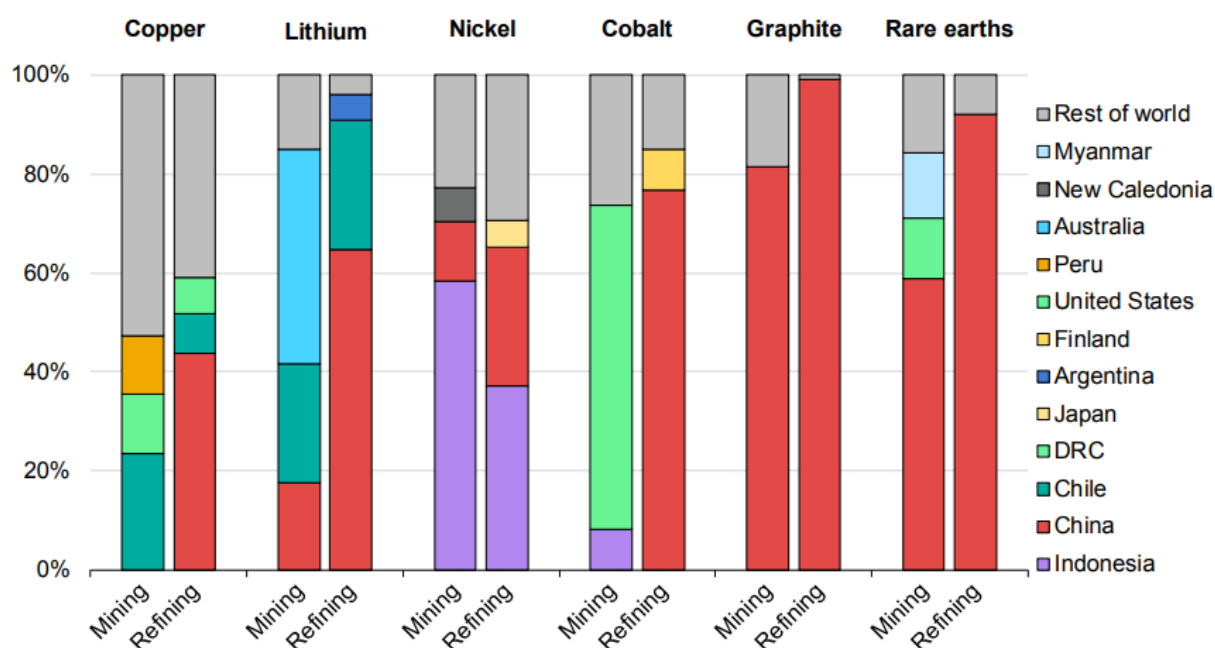 Copper Lithium Nickel Cobalt Graphite Rare earths
100%
80%
60%
40%
20%
0%
Mining Refining Mining Refining Mining Refining Mining Refining Mining Refining Mining Refining
Rest of world
Myanmar
New Caledonia
Australia
Peru
United States
Finland
Argentina
Japan
DRC
Chile
China
Indonesia